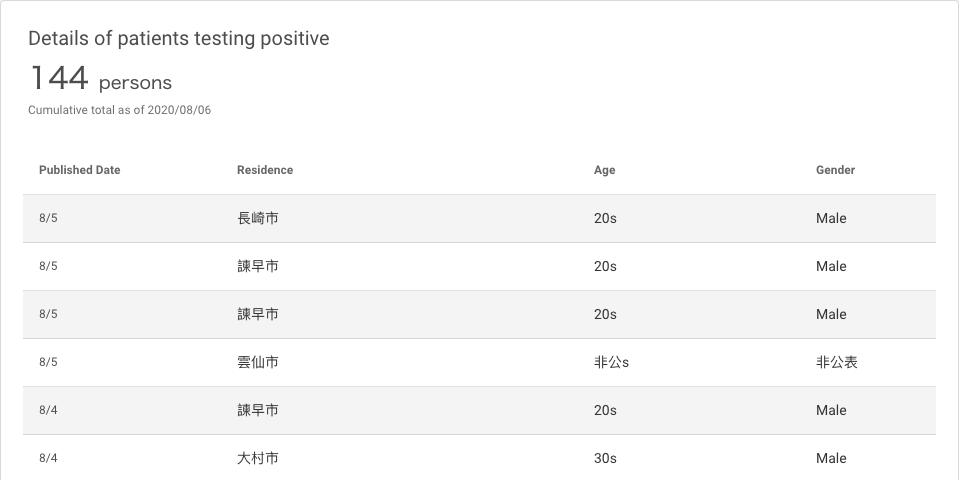 Details of patients testing positive
144 persons
Cumulative total as of 2020/08/06
Published Date Residence Age Gender
8/5 長崎市 20s Male
8/5 諫早市 20s Male
8/5 諫早市 20s Male
8/5 雲仙市 非公s 非公表
8/4 諫早市 20s Male
8/4 大村市 30s Male